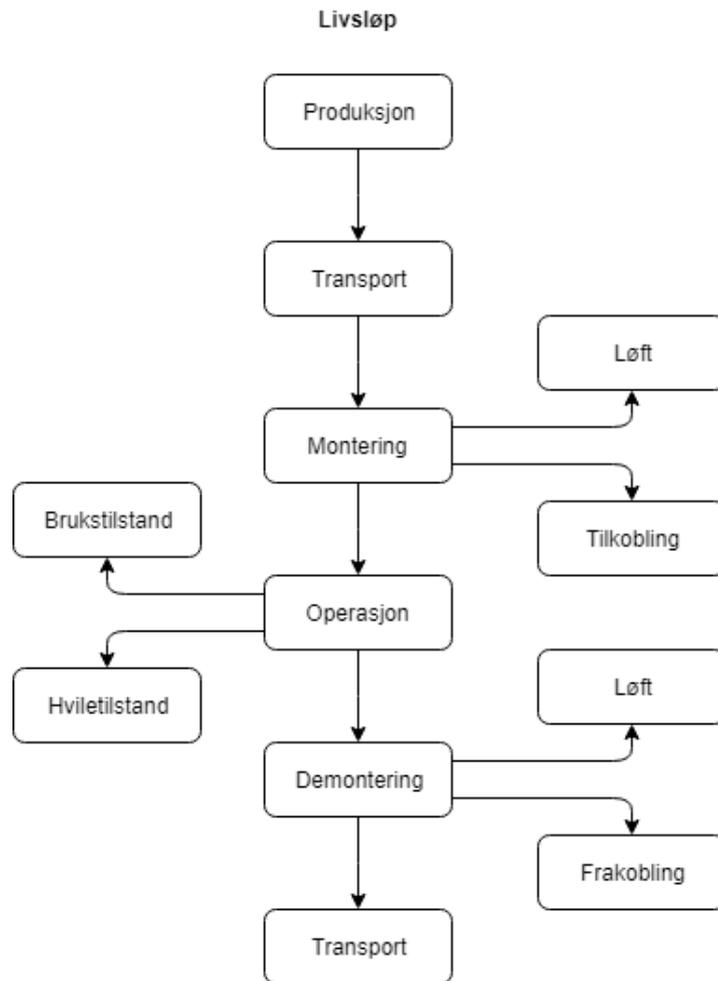 Livsløp
Produksjon
Transport
Løft
Montering
Brukstilstand
Tilkobling
Operasjon
Løft
Hviletilstand
Demontering
Frakobling
Transport